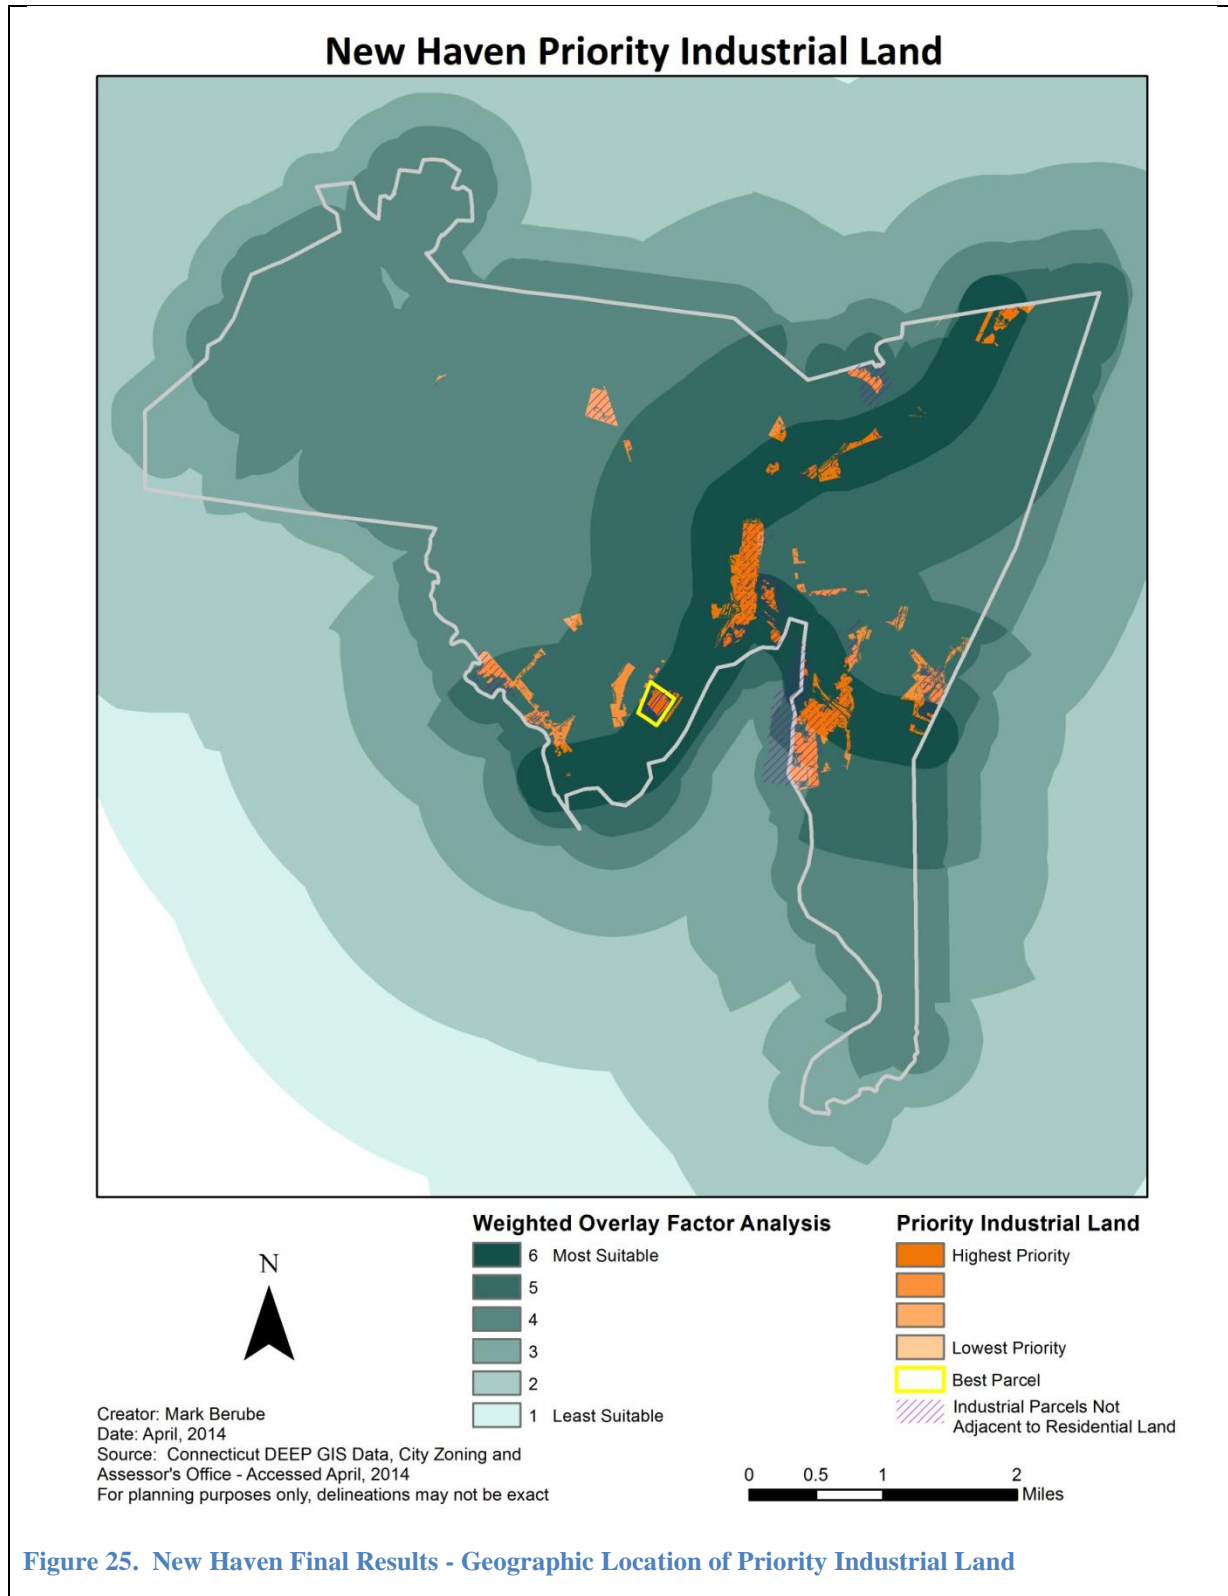 New Haven Priority Industrial Land
Weighted Overlay Factor Analysis
6 Most Suitable
5
4
3
2
1 Least Suitable
Priority Industrial Land
Highest Priority
Lowest Priority
Best Parcel
Industrial Parcels Not
Adjacent to Residential Land
N
Creator: Mark Berube
Date: April, 2014
Source: Connecticut DEEP GIS Data, City Zoning and
Assessor's Office - Accessed April, 2014
For planning purposes only, delineations may not be exact
0 0.5 1 2
Miles
Figure 25. New Haven Final Results - Geographic Location of Priority Industrial Land